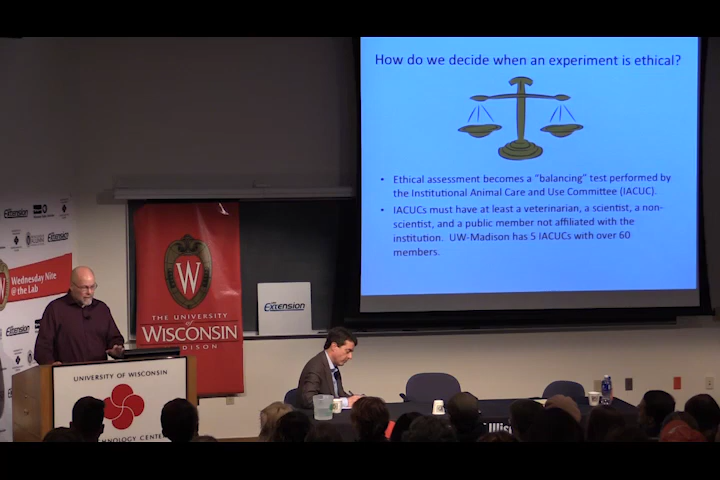 How do we decide when an experiment is ethical?
• Ethical assessment becomes a "balancing" test performed by
the Institutional Animal Care and Use Committee (IACUC).
• IACUCs must have at least a veterinarian, a scientist, a non-
scientist, and a public member not affiliated with the
institution. UW-Madison has 5 IACUCs with over 60
members.
Extension
Wednesday Nite
@ the Lab
Extension
W
THE UNIVERSITY
of
WISCONSIN
MADISON
Extension
UNIVERSITY OF WISCONSIN
TECHNOLOGY CENTER